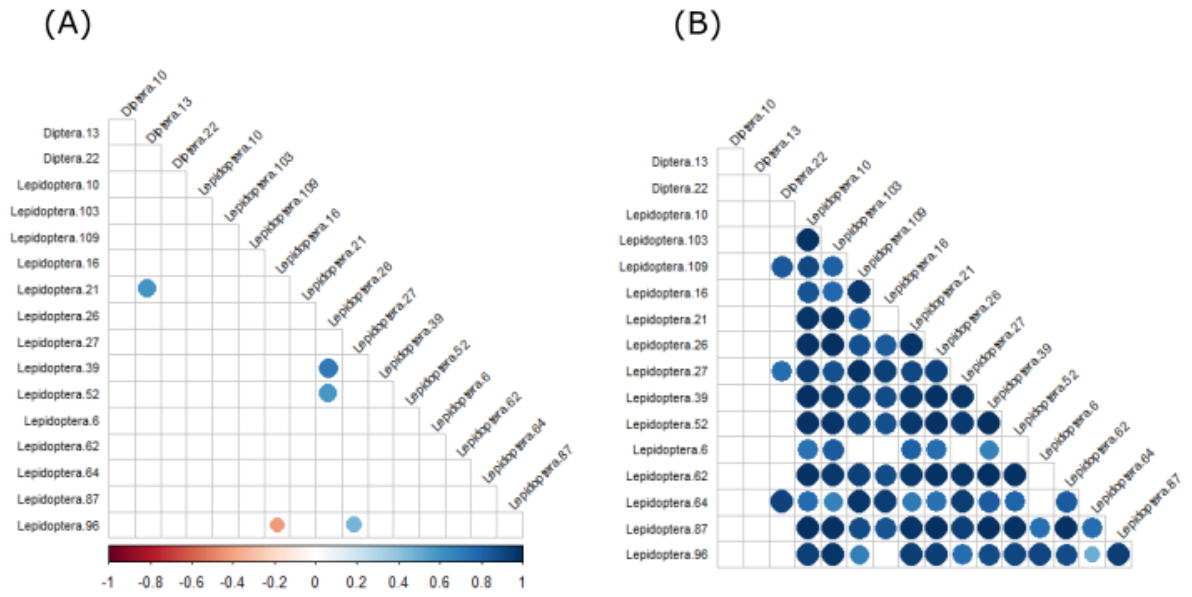 (A)
(B)
Diptera.10
Diptera.13
Diptera.22
Lepidoptera.10
Lepidoptera.103
Lepidoptera.109
Lepidoptera.16
Lepidoptera.21
Lepidoptera.26
Lepidoptera.27
Lepidoptera.39
Lepidoptera.52
Lepidoptera.6
Lepidoptera.62
Lepidoptera.64
Lepidoptera.87
Diptera.13
Diptera.22
Lepidoptera.10
Lepidoptera.103
Lepidoptera.109
Lepidoptera.16
Lepidoptera.21
Lepidoptera.26
Lepidoptera.27
Lepidoptera.39
Lepidoptera.52
Lepidoptera.6
Lepidoptera.62
Lepidoptera.64
Lepidoptera.87
Lepidoptera.96
-1 -0.8 -0.6 -0.4 -0.2 0 0.2 0.4 0.6 0.8 1
Diptera.10
Diptera.13
Diptera.22
Lepidoptera.10
Lepidoptera.103
Lepidoptera.109
Lepidoptera.16
Lepidoptera.21
Lepidoptera.26
Lepidoptera.27
Lepidoptera.39
Lepidoptera.52
Lepidoptera.6
Lepidoptera.62
Lepidoptera.64
Lepidoptera.87
Diptera.13
Diptera.22
Lepidoptera.10
Lepidoptera.103
Lepidoptera.109
Lepidoptera.16
Lepidoptera.21
Lepidoptera.26
Lepidoptera.27
Lepidoptera.39
Lepidoptera.52
Lepidoptera.6
Lepidoptera.62
Lepidoptera.64
Lepidoptera.87
Lepidoptera.96